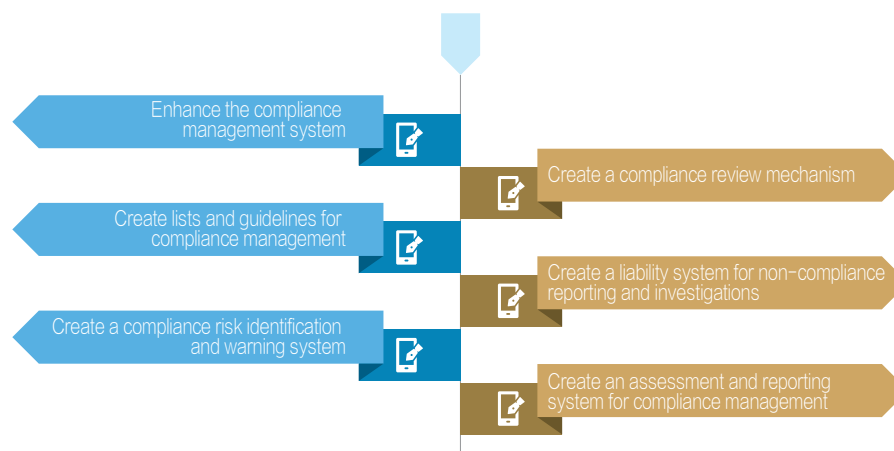 Enhance the compliance
management system
Create a compliance review mechanism
Create lists and guidelines for
compliance management
Create a liability system for non-compliance
reporting and investigations
Create a compliance risk identification
and warning system
Create an assessment and reporting
system for compliance management